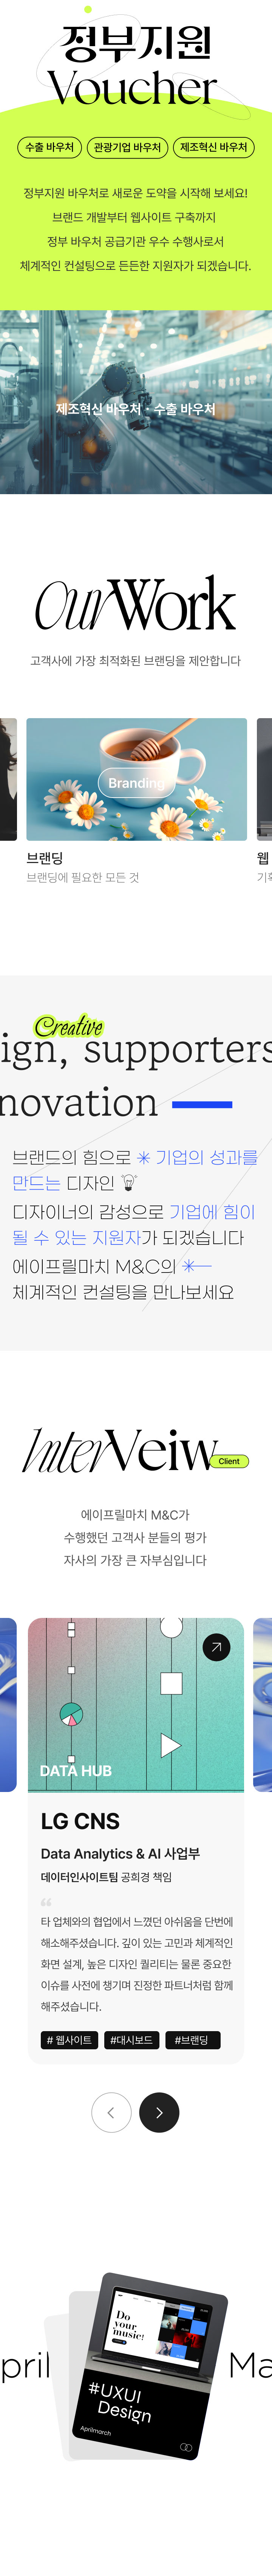 정부지원
Voucher
수출 바우처
관광기업 바우처
제조혁신 바우처
정부지원 바우처로 새로운 도약을 시작해 보세요!
브랜드 개발부터 웹사이트 구축까지
정부 바우처 공급기관 우수 수행사로서
체계적인 컨설팅으로 든든한 지원자가 되겠습니다.
제조혁신 바우처 · 수출 바우처
OurWork
고객사에 가장 최적화된 브랜딩을 제안합니다
Branding
브랜딩
브랜딩에 필요한 모든 것
웹
기획
Creative
ign, supporters
novation
브랜드의 힘으로 기업의 성과를
만드는 디자인
디자이너의 감성으로 기업에 힘이
될 수 있는 지원자가 되겠습니다
에이프릴마치 M&C의
체계적인 컨설팅을 만나보세요
InterVeiw
Client
에이프릴마치 M&C가
수행했던 고객사 분들의 평가
자사의 가장 큰 자부심입니다
DATA HUB
LG CNS
Data Analytics & AI 사업부
데이터인사이트팀 공희경 책임
타 업체와의 협업에서 느꼈던 아쉬움을 단번에
해소해주셨습니다. 깊이 있는 고민과 체계적인
화면 설계, 높은 디자인 퀄리티는 물론 중요한
이슈를 사전에 챙기며 진정한 파트너처럼 함께
해주셨습니다.
# 웹사이트
#대시보드
#브랜딩
Do
your
music!
pril
Ma
#UXUI
Design
Aprilmarch